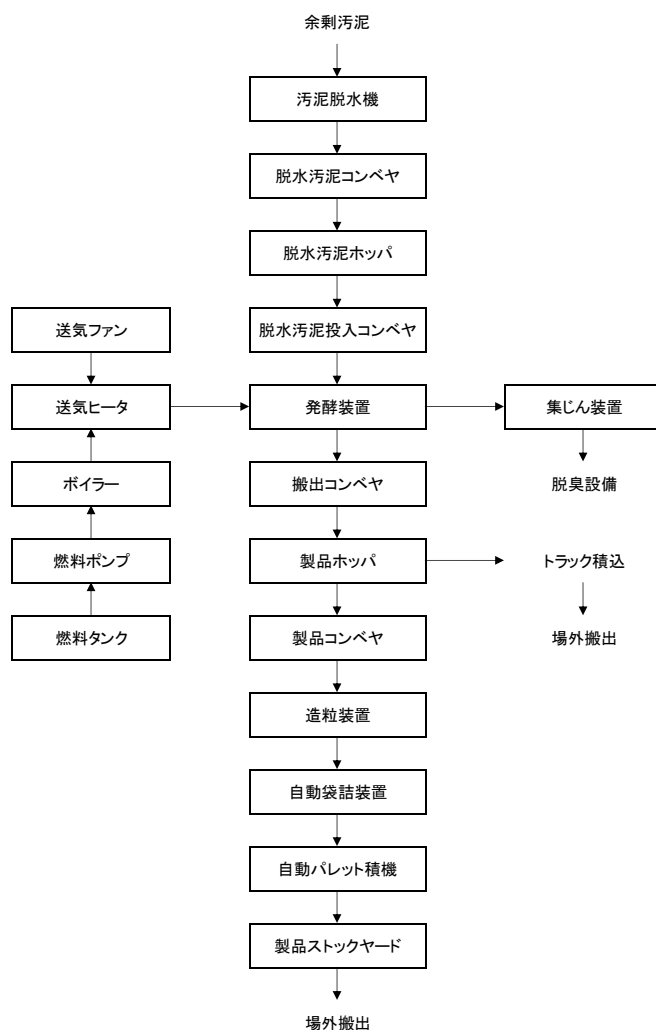 余剰汚泥
汚泥脱水機
脱水汚泥コンベヤ
脱水汚泥ホッパ
送気ファン
脱水汚泥投入コンベヤ
送気ヒータ
発酵装置
集じん装置
ボイラー
搬出コンベヤ
脱臭設備
燃料ポンプ
製品ホッパ
トラック積込
燃料タンク
製品コンベヤ
場外搬出
造粒装置
自動袋詰装置
自動パレット積機
製品ストックヤード
場外搬出